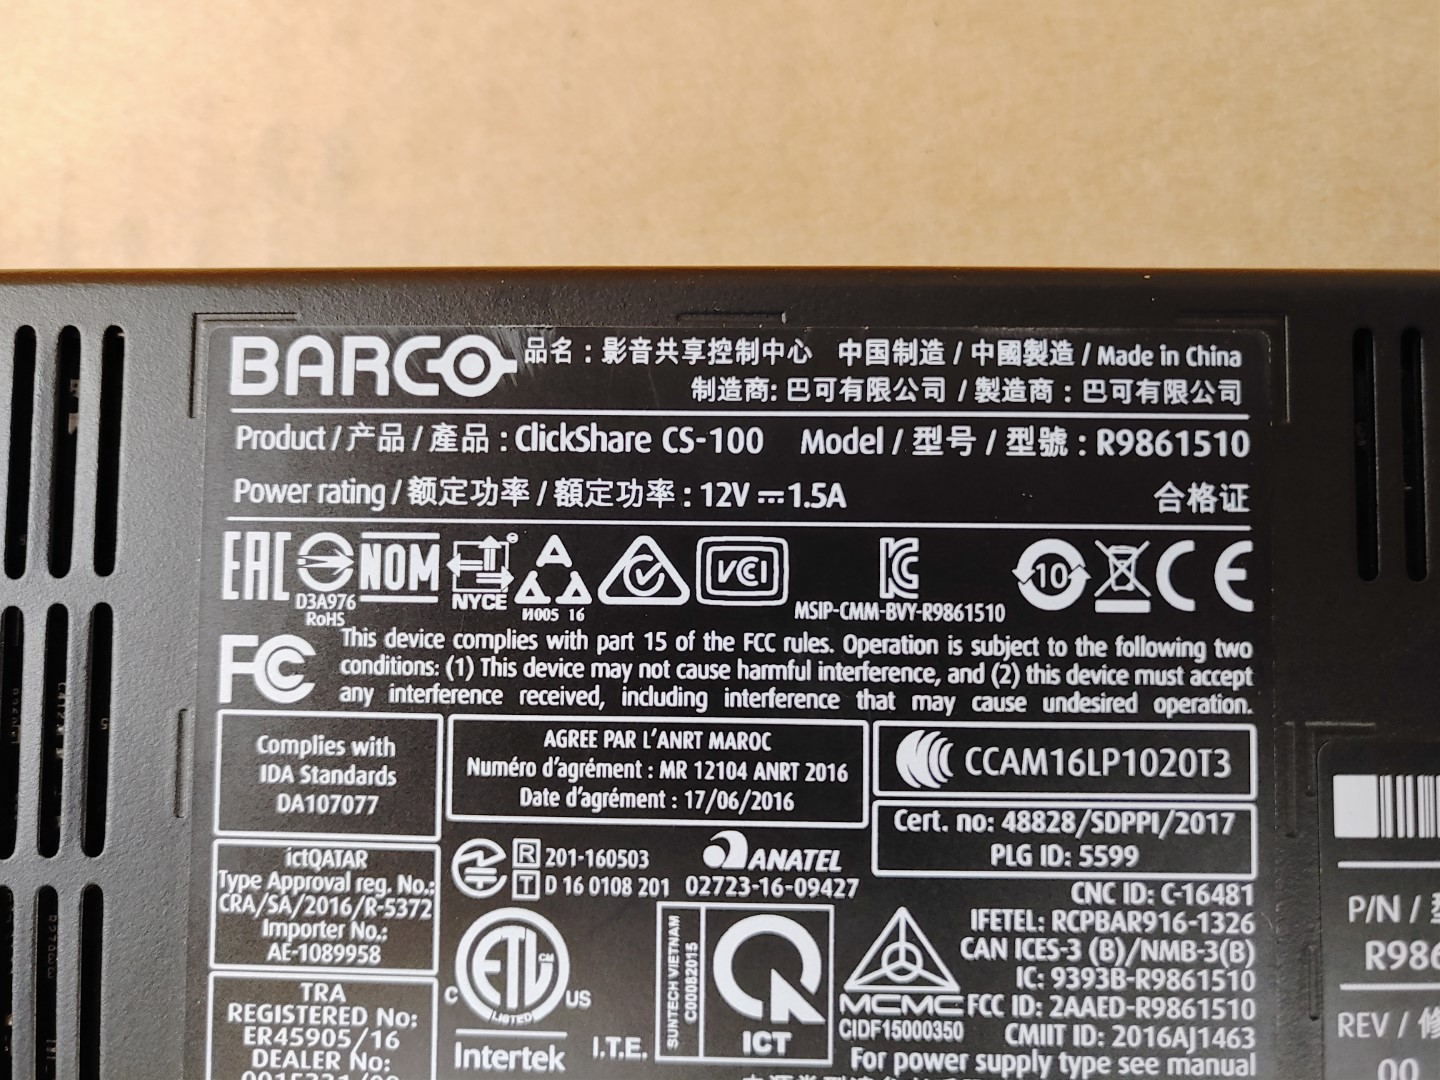 BARCO 品名：影音共享控制中心 中国制造 / 中國製造 / Made in China
制造商: 巴可有限公司 / 製造商：巴可有限公司
Product / 产品 / 產品 : ClickShare CS-100 Model / 型号 / 型號 : R9861510
Power rating / 额定功率 / 額定功率 : 12V ⎓ 1.5A 合格证
EAC D3A976 RoHS NOM NYCE И005 16 VCI KC MSIP-CMM-BVY-R9861510 10 CE
FC This device complies with part 15 of the FCC rules. Operation is subject to the following two
conditions: (1) This device may not cause harmful interference, and (2) this device must accept
any interference received, including interference that may cause undesired operation.
Complies with
IDA Standards
DA107077
AGREE PAR L'ANRT MAROC
Numéro d'agrément : MR 12104 ANRT 2016
Date d'agrément : 17/06/2016
CCAM16LP1020T3
Cert. no: 48828/SDPPI/2017
PLG ID: 5599
ictQATAR
Type Approval reg. No.:
CRA/SA/2016/R-5372
Importer No.:
AE-1089958
R 201-160503
T D 16 0108 201
ANATEL
02723-16-09427
CNC ID: C-16481
IFETEL: RCPBAR916-1326
CAN ICES-3 (B)/NMB-3(B)
IC: 9393B-R9861510
FCC ID: 2AAED-R9861510
CMIIT ID: 2016AJ1463
For power supply type see manual
TRA
REGISTERED No:
ER45905/16
DEALER No:
C ETL CM LISTED US
Intertek
I.T.E.
SUNTECH VIETNAM
C00082015
ICT
MCMC
CIDF15000350
P/N /
R986
REV / 修
00